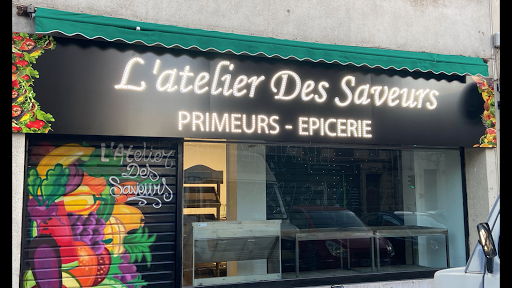 L'atelier Des Saveurs
PRIMEURS - EPICERIE
L'Atelier
Des
Saveurs